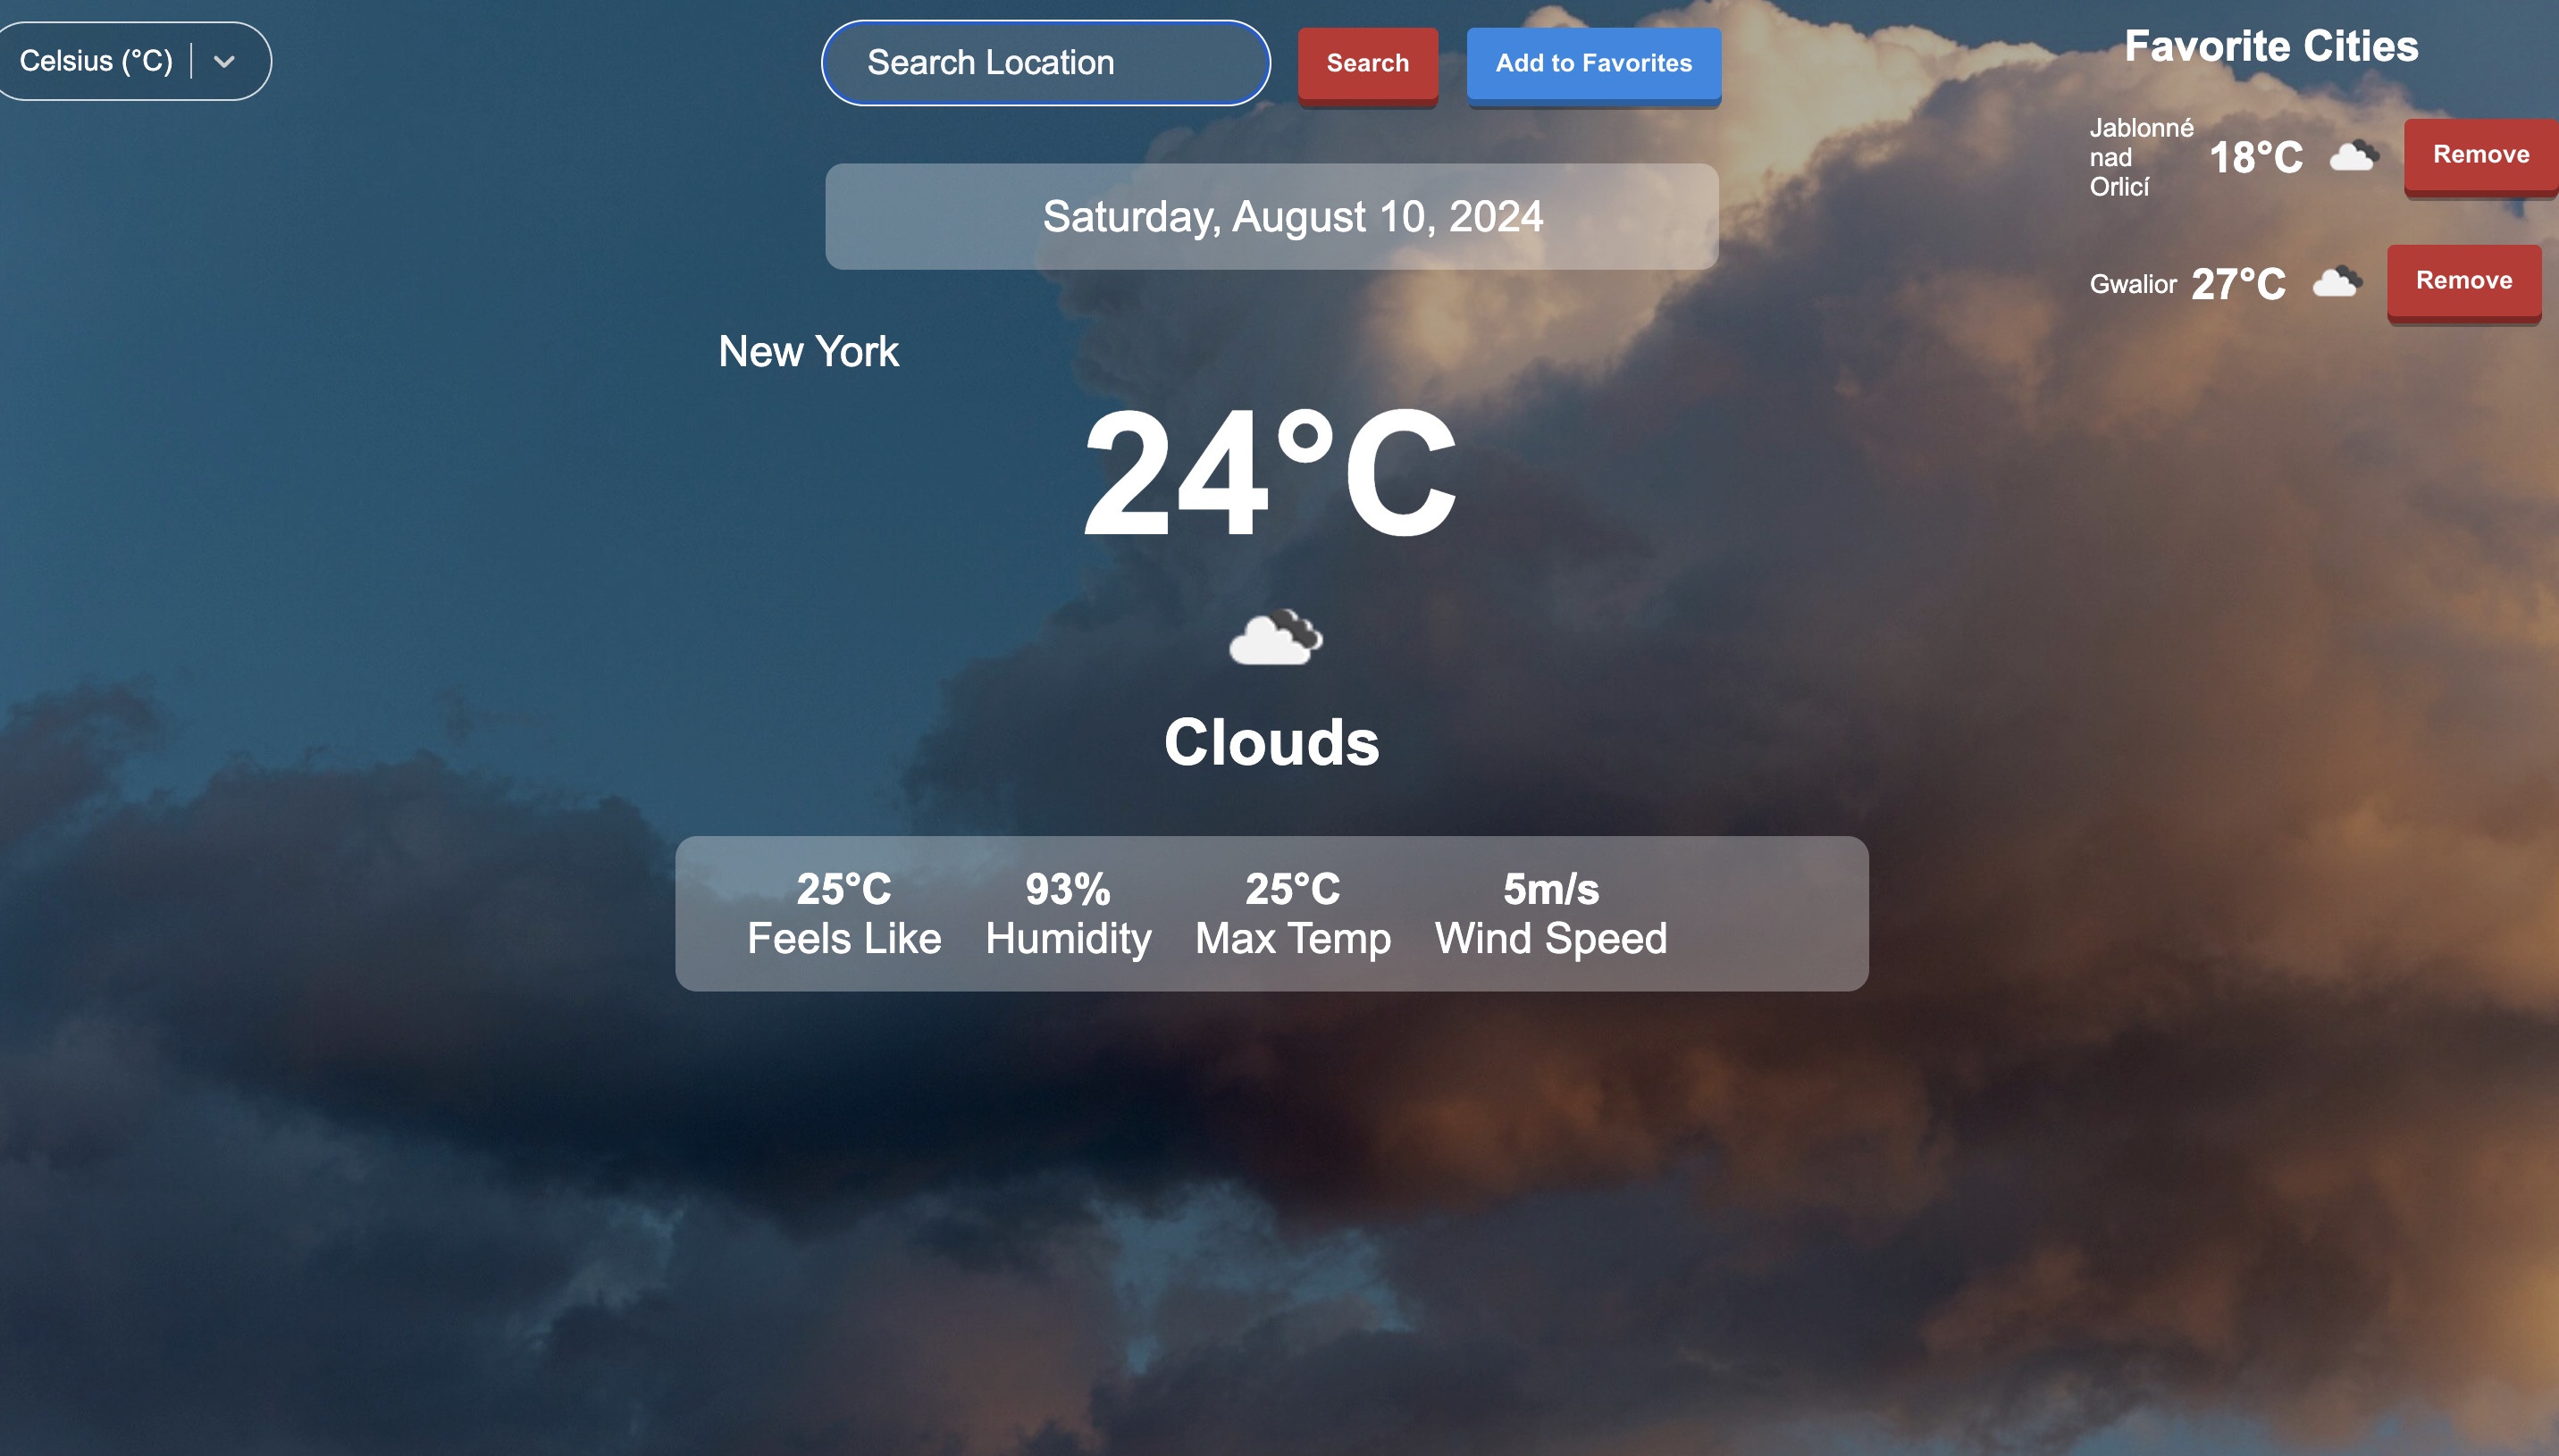 Celsius (°C)
Search Location
Search
Add to Favorites
Favorite Cities
Jablonné
nad
Orlicí
18°C
Remove
Gwalior
27°C
Remove
Saturday, August 10, 2024
New York
24°C
Clouds
25°C
Feels Like
93%
Humidity
25°C
Max Temp
5m/s
Wind Speed